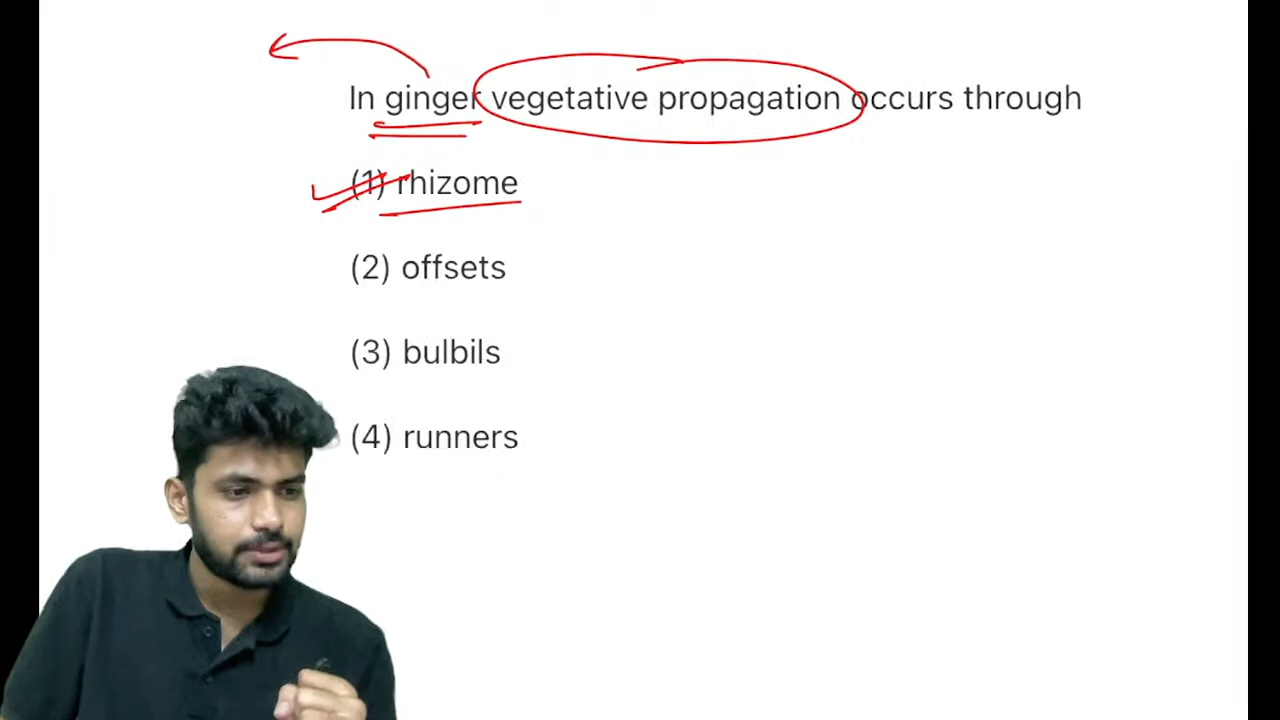 In ginger vegetative propagation occurs through
(1) rhizome
(2) offsets
(3) bulbils
(4) runners